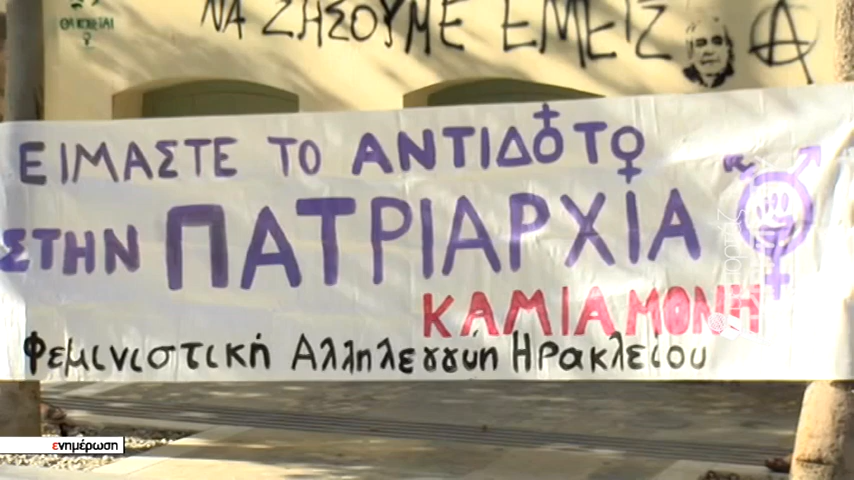 ΝΑ ΖΗΣΟΥΜΕ ΕΜΕΙΣ
ΕΙΜΑΣΤΕ ΤΟ ΑΝΤΙΔΟΤΟ
ΣΤΗΝ ΠΑΤΡΙΑΡΧΙΑ
ΚΑΜΙΑ ΜΟΝΗ
Φεμινιστική Αλληλεγγύη Ηρακλείου
ενημέρωση